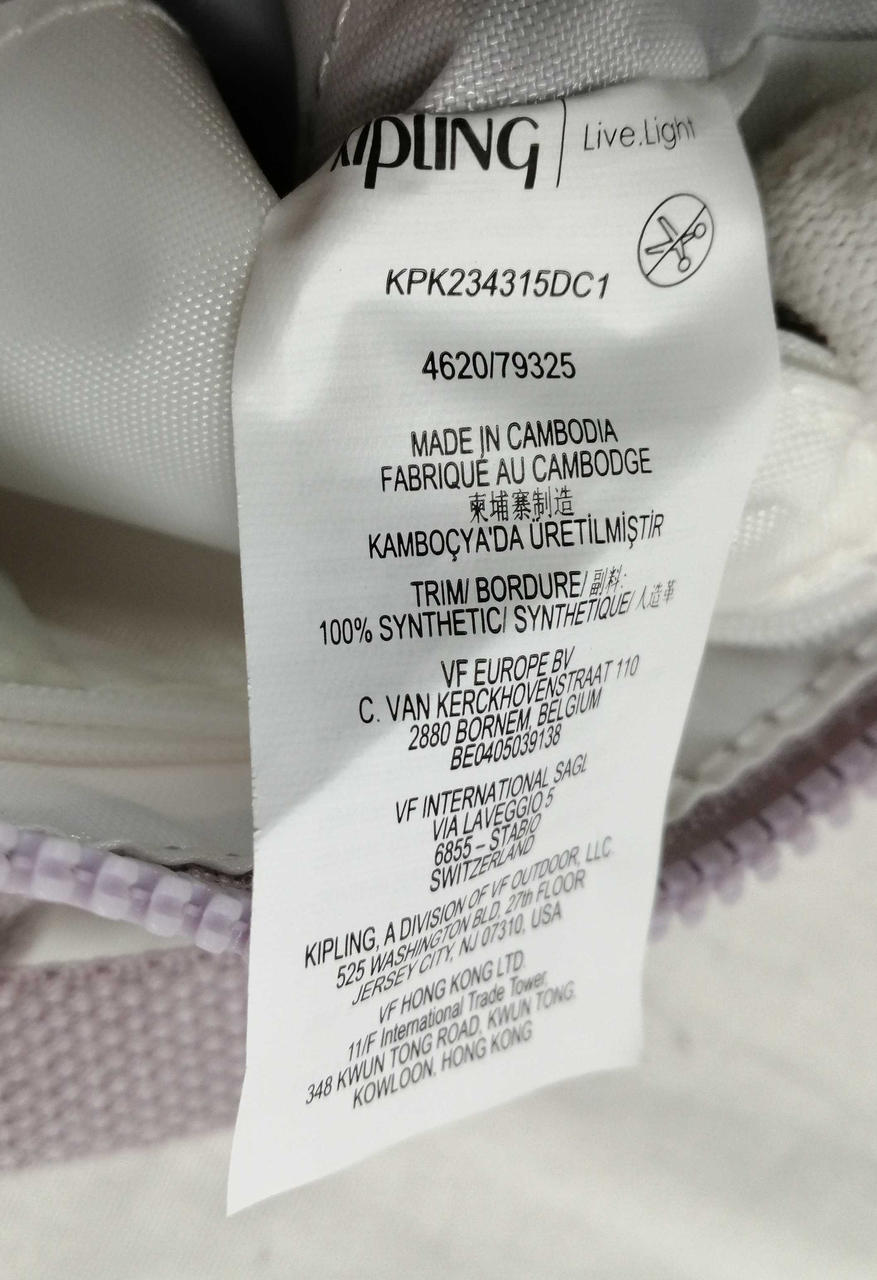 KIPLING | Live.Light
KPK234315DC1
4620/79325
MADE IN CAMBODIA
FABRIQUÉ AU CAMBODGE
柬埔寨制造
KAMBOÇYA'DA ÜRETİLMİŞTİR
TRIM/ BORDURE/ 副料:
100% SYNTHETIC/ SYNTHETIQUE/ 人造革
VF EUROPE BV
C. VAN KERCKHOVENSTRAAT 110
2880 BORNEM, BELGIUM
BE0405039138
VF INTERNATIONAL SAGL
VIA LAVEGGIO 5
6855 – STABIO
SWITZERLAND
KIPLING, A DIVISION OF VF OUTDOOR, LLC.
525 WASHINGTON BLD, 27th FLOOR
JERSEY CITY, NJ 07310, USA
VF HONG KONG LTD.
11/F International Trade Tower,
348 KWUN TONG ROAD, KWUN TONG.
KOWLOON, HONG KONG